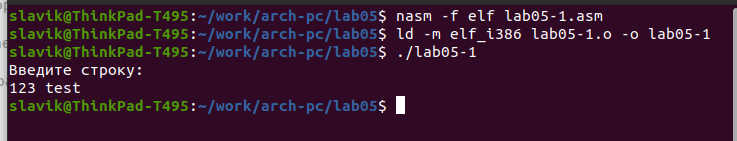 slavik@ThinkPad-T495:~/work/arch-pc/lab05$ nasm -f elf lab05-1.asm
slavik@ThinkPad-T495:~/work/arch-pc/lab05$ ld -m elf_i386 lab05-1.o -o lab05-1
slavik@ThinkPad-T495:~/work/arch-pc/lab05$ ./lab05-1
Введите строку:
123 test
slavik@ThinkPad-T495:~/work/arch-pc/lab05$